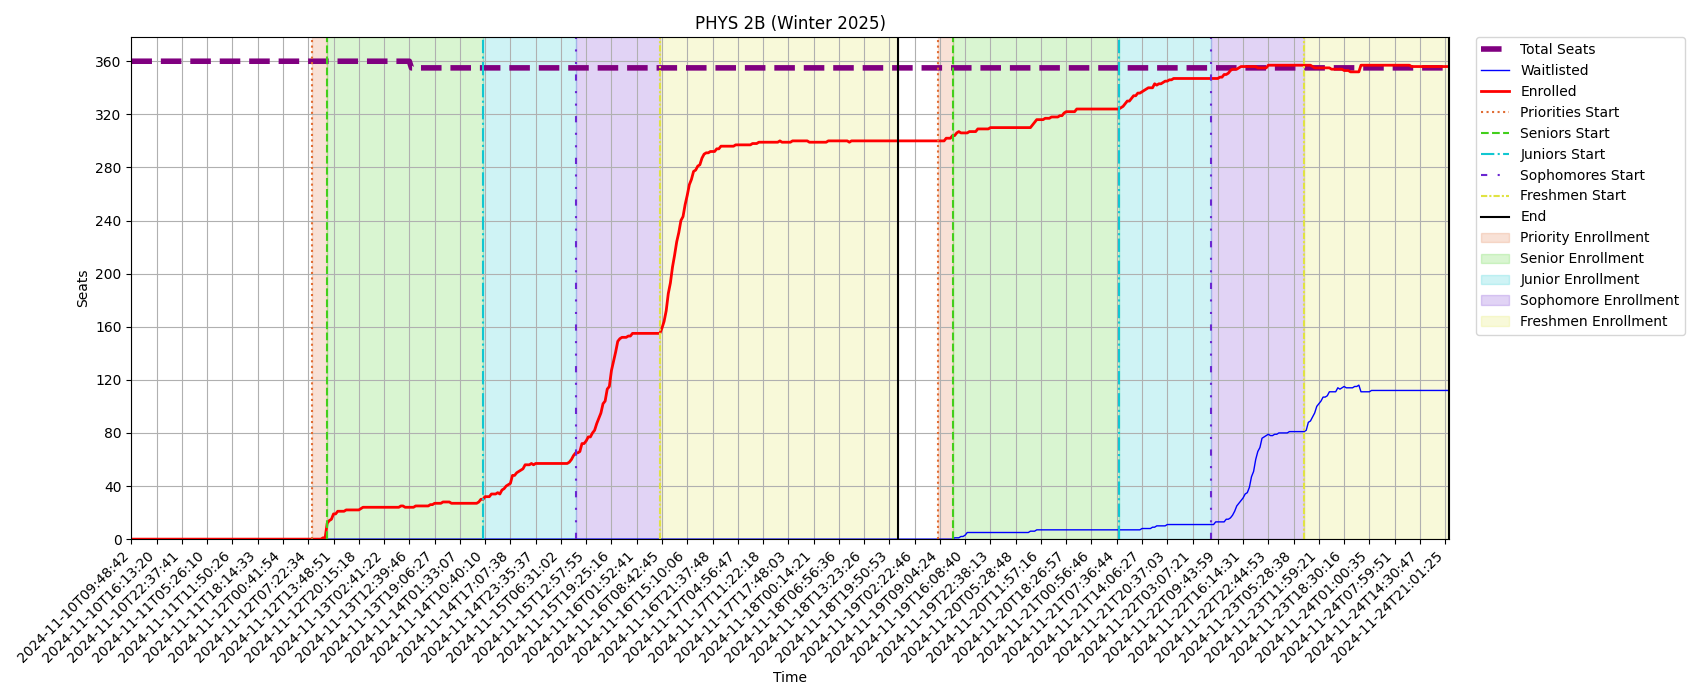 PHYS 2B (Winter 2025)
Seats
360
320
280
240
200
160
120
80
40
0
2024-11-10T09:48:42
2024-11-10T16:13:20
2024-11-10T22:37:41
2024-11-11T05:26:10
2024-11-11T11:50:26
2024-11-11T18:14:33
2024-11-12T00:41:54
2024-11-12T07:22:34
2024-11-12T13:48:51
2024-11-12T20:15:18
2024-11-13T02:41:22
2024-11-13T12:39:46
2024-11-13T19:06:27
2024-11-14T01:33:07
2024-11-14T10:40:10
2024-11-14T17:07:38
2024-11-14T23:35:37
2024-11-15T06:31:02
2024-11-15T12:57:55
2024-11-15T19:25:16
2024-11-16T01:52:41
2024-11-16T08:42:45
2024-11-16T15:10:06
2024-11-16T21:37:48
2024-11-17T04:56:47
2024-11-17T11:22:18
2024-11-17T17:48:03
2024-11-18T00:14:21
2024-11-18T06:56:36
2024-11-18T13:23:26
2024-11-18T19:50:53
2024-11-19T02:22:46
2024-11-19T09:04:24
2024-11-19T16:08:40
2024-11-19T22:38:13
2024-11-20T05:28:48
2024-11-20T11:57:16
2024-11-20T18:26:57
2024-11-21T00:56:46
2024-11-21T07:36:44
2024-11-21T14:06:27
2024-11-21T20:37:03
2024-11-22T03:07:21
2024-11-22T09:43:59
2024-11-22T16:14:31
2024-11-22T22:44:53
2024-11-23T05:28:38
2024-11-23T11:59:21
2024-11-23T18:30:16
2024-11-24T01:00:35
2024-11-24T07:59:51
2024-11-24T14:30:47
2024-11-24T21:01:25
Time
Total Seats
Waitlisted
Enrolled
Priorities Start
Seniors Start
Juniors Start
Sophomores Start
Freshmen Start
End
Priority Enrollment
Senior Enrollment
Junior Enrollment
Sophomore Enrollment
Freshmen Enrollment